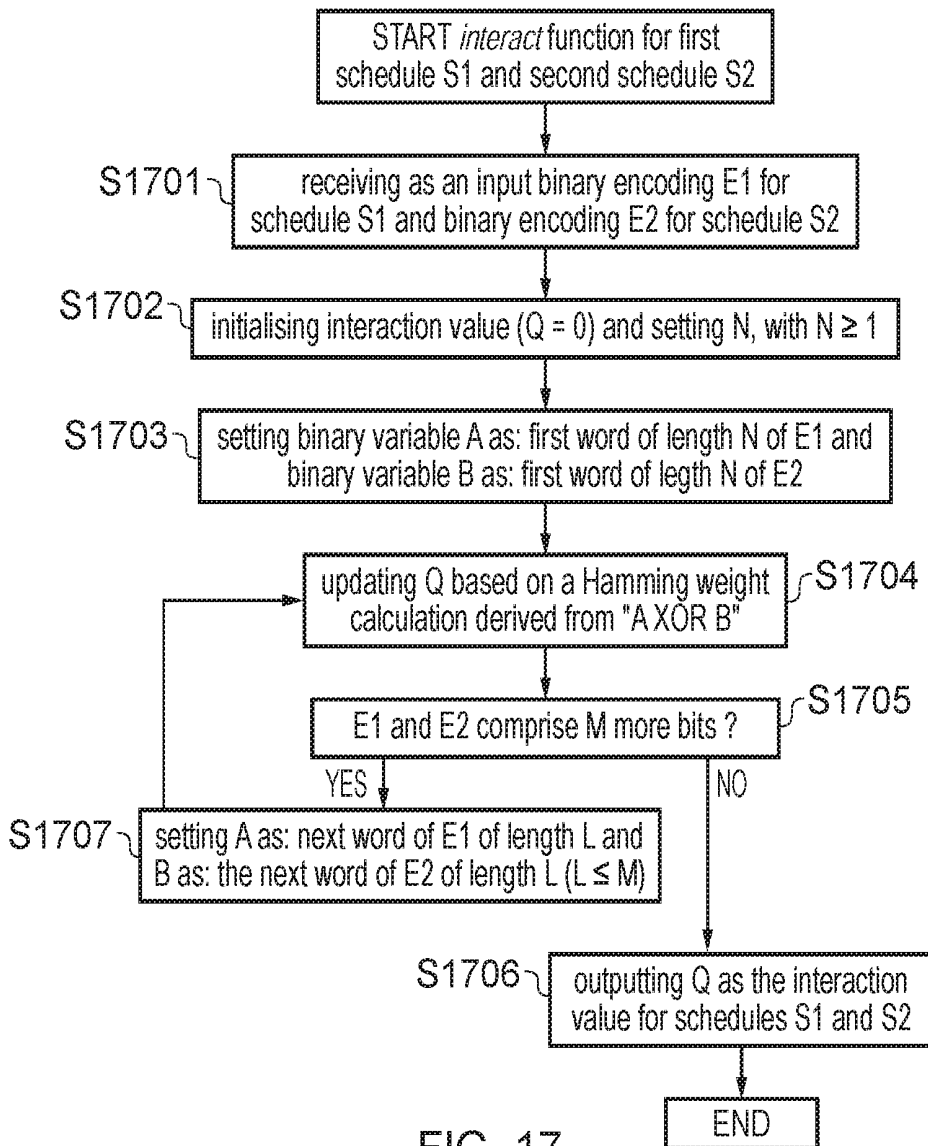 START interact function for first
schedule S1 and second schedule S2
S1701
receiving as an input binary encoding E1 for
schedule S1 and binary encoding E2 for schedule S2
S1702
initialising interaction value (Q = 0) and setting N, with N ≥ 1
S1703
setting binary variable A as: first word of length N of E1 and
binary variable B as: first word of legth N of E2
updating Q based on a Hamming weight
calculation derived from "A XOR B"
S1704
E1 and E2 comprise M more bits ?
S1705
YES
NO
S1707
setting A as: next word of E1 of length L and
B as: the next word of E2 of length L (L ≤ M)
S1706
outputting Q as the interaction
value for schedules S1 and S2
END
FIG. 17